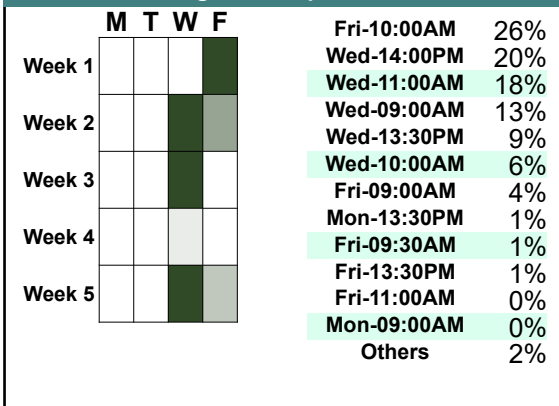 M T W F
Week 1
Week 2
Week 3
Week 4
Week 5
Fri-10:00AM 26%
Wed-14:00PM 20%
Wed-11:00AM 18%
Wed-09:00AM 13%
Wed-13:30PM 9%
Wed-10:00AM 6%
Fri-09:00AM 4%
Mon-13:30PM 1%
Fri-09:30AM 1%
Fri-13:30PM 1%
Fri-11:00AM 0%
Mon-09:00AM 0%
Others 2%